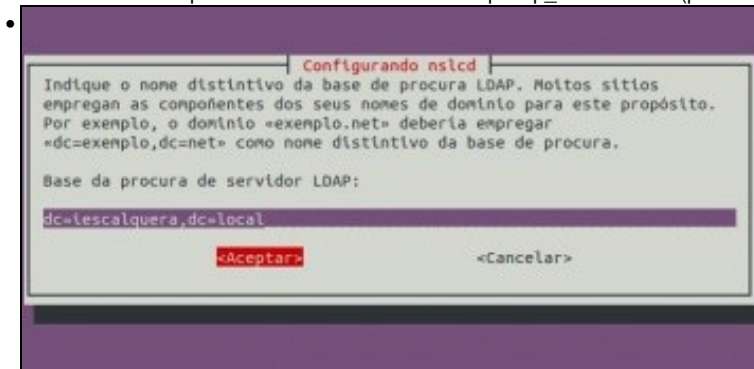 Configurando nslcd
Indique o nome distintivo da base de procura LDAP. Moitos sitios
empregan as compoñentes dos seus nomes de dominio para este propósito.
Por exemplo, o dominio «exemplo.net» debería empregar
«dc=exemplo,dc=net» como nome distintivo da base de procura.
Base da procura de servidor LDAP:
dc=iescalquera,dc=local
<Aceptar> <Cancelar>